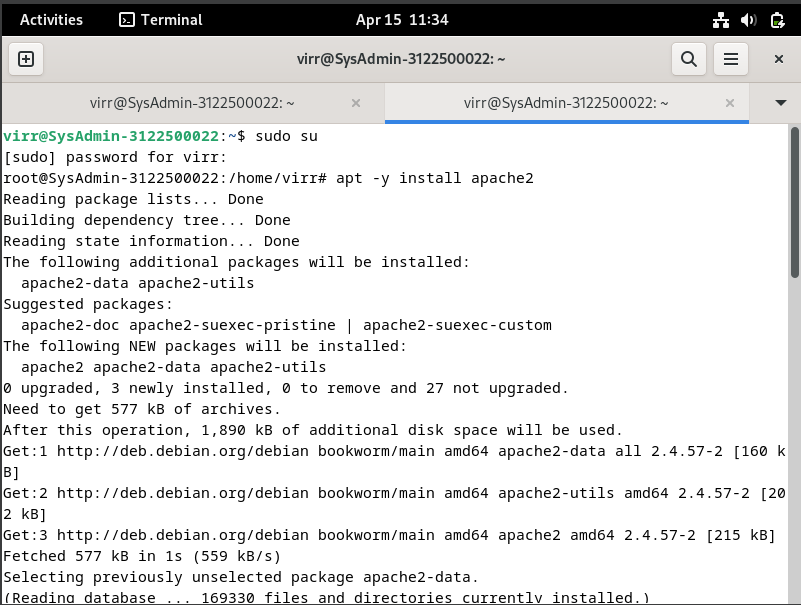 Activities Terminal Apr 15 11:34
virr@SysAdmin-3122500022: ~
virr@SysAdmin-3122500022: ~ virr@SysAdmin-3122500022: ~
virr@SysAdmin-3122500022:~$ sudo su
[sudo] password for virr:
root@SysAdmin-3122500022:/home/virr# apt -y install apache2
Reading package lists... Done
Building dependency tree... Done
Reading state information... Done
The following additional packages will be installed:
  apache2-data apache2-utils
Suggested packages:
  apache2-doc apache2-suexec-pristine | apache2-suexec-custom
The following NEW packages will be installed:
  apache2 apache2-data apache2-utils
0 upgraded, 3 newly installed, 0 to remove and 27 not upgraded.
Need to get 577 kB of archives.
After this operation, 1,890 kB of additional disk space will be used.
Get:1 http://deb.debian.org/debian bookworm/main amd64 apache2-data all 2.4.57-2 [160 k
B]
Get:2 http://deb.debian.org/debian bookworm/main amd64 apache2-utils amd64 2.4.57-2 [20
2 kB]
Get:3 http://deb.debian.org/debian bookworm/main amd64 apache2 amd64 2.4.57-2 [215 kB]
Fetched 577 kB in 1s (559 kB/s)
Selecting previously unselected package apache2-data.
(Reading database ... 169330 files and directories currently installed.)